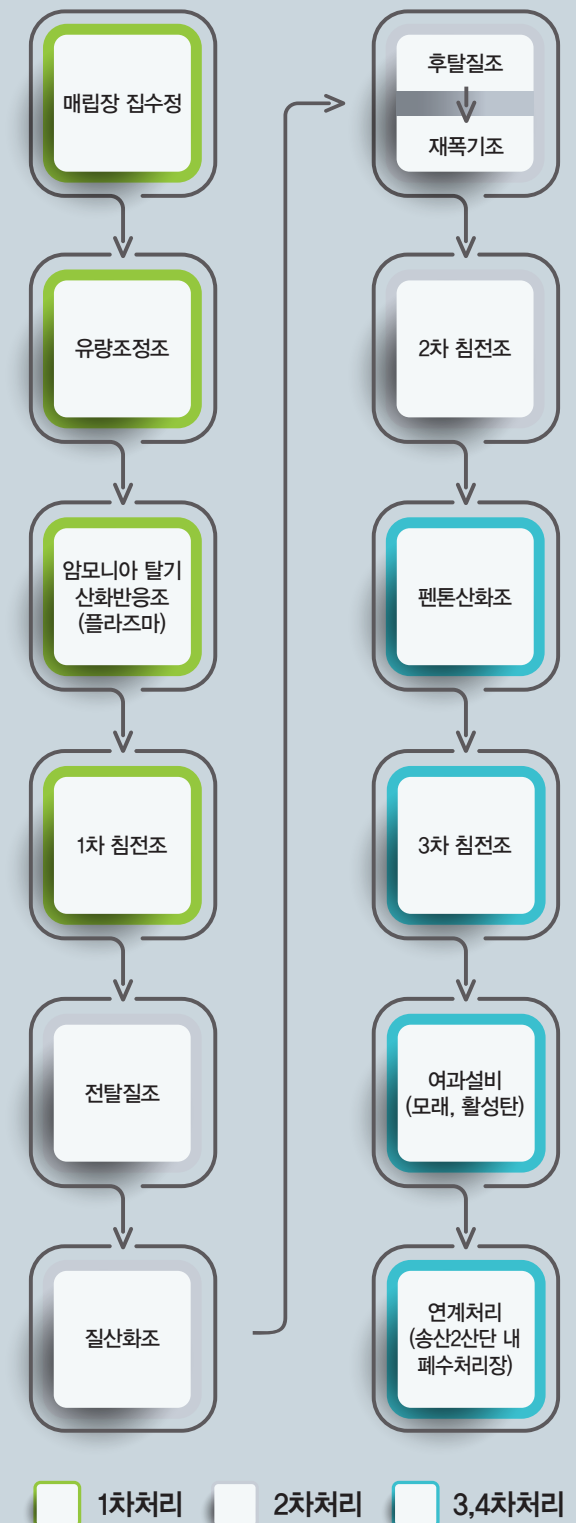 매립장 집수정
유량조정조
암모니아 탈기
산화반응조
(플라즈마)
1차 침전조
전탈질조
질산화조
후탈질조
재폭기조
2차 침전조
펜톤산화조
3차 침전조
여과설비
(모래, 활성탄)
연계처리
(송산2산단 내
폐수처리장)
1차처리
2차처리
3,4차처리